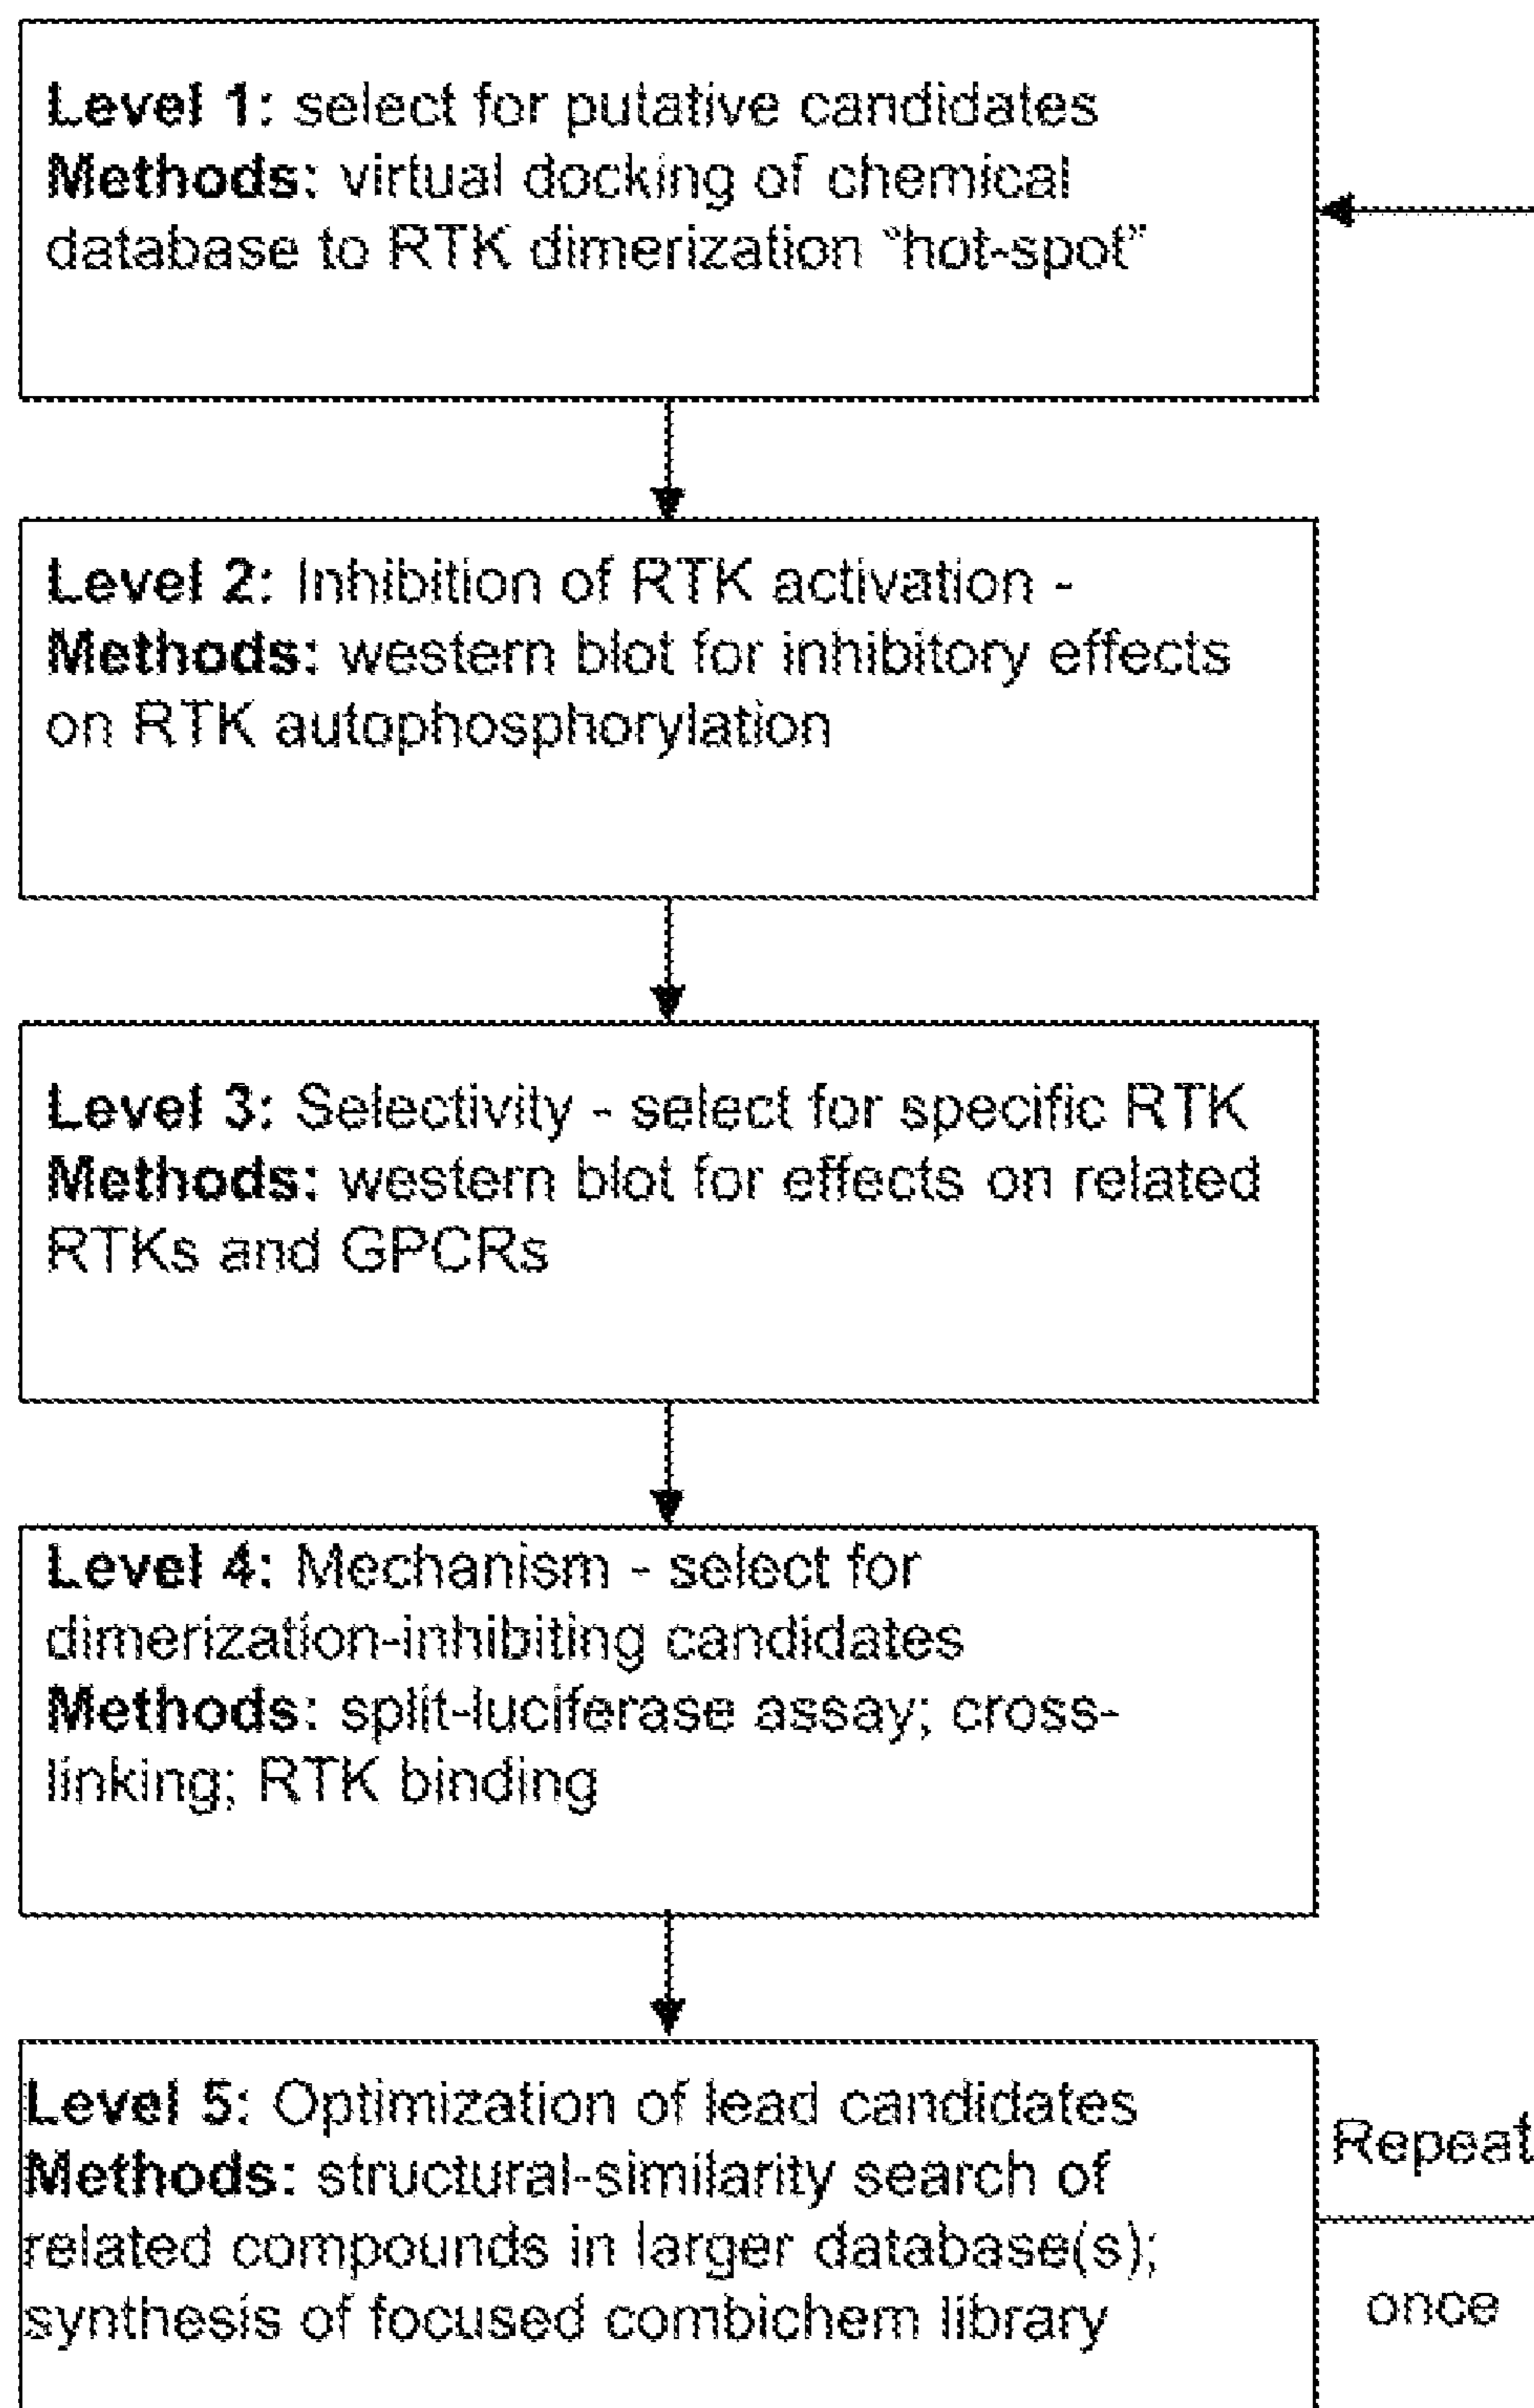 Level 1: select for putative candidates
Methods: virtual docking of chemical
database to RTK dimerization “hot-spot”
Level 2: Inhibition of RTK activation -
Methods: western blot for inhibitory effects
on RTK autophosphorylation
Level 3: Selectivity - select for specific RTK
Methods: western blot for effects on related
RTKs and GPCRs
Level 4: Mechanism - select for
dimerization-inhibiting candidates
Methods: split-luciferase assay; cross-
linking; RTK binding
Level 5: Optimization of lead candidates
Methods: structural-similarity search of
related compounds in larger database(s);
synthesis of focused combichem library
Repeat
once